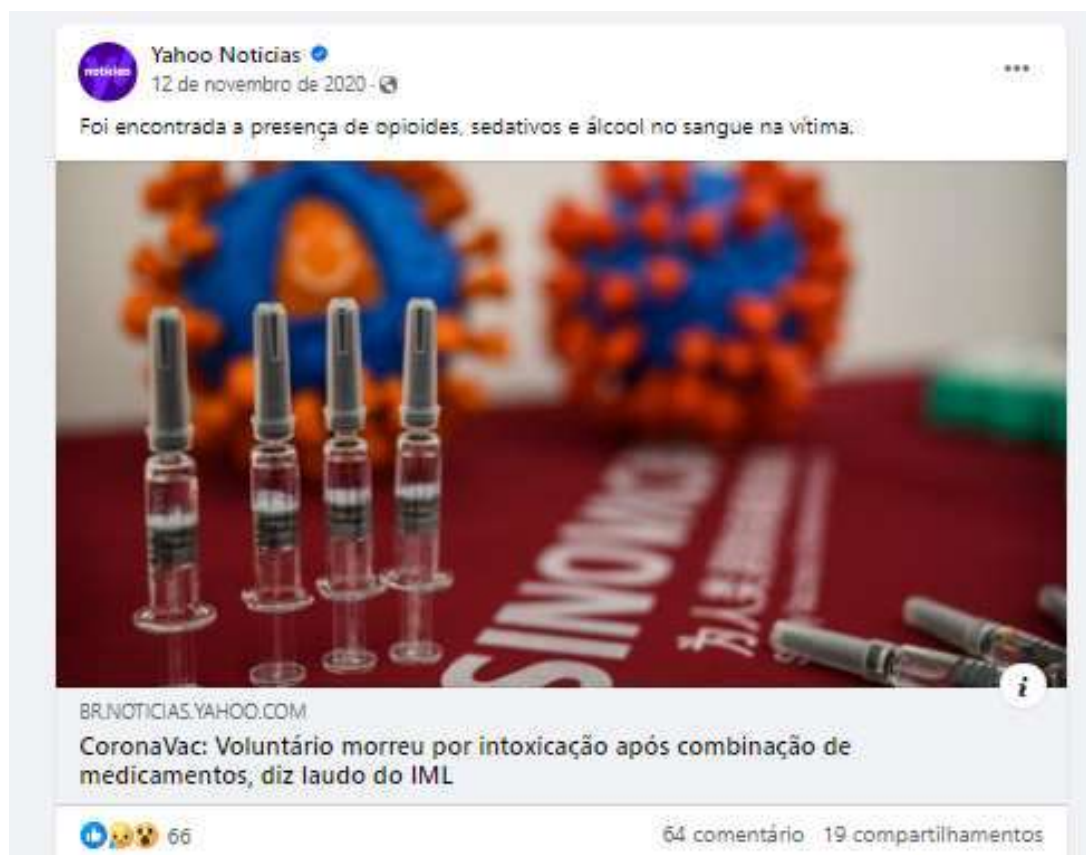 Yahoo Noticias
noticias
12 de novembro de 2020 ·
Foi encontrada a presença de opioides, sedativos e álcool no sangue na vítima.
SINOVAC
BR.NOTICIAS.YAHOO.COM
CoronaVac: Voluntário morreu por intoxicação após combinação de
medicamentos, diz laudo do IML
66
64 comentário 19 compartilhamentos